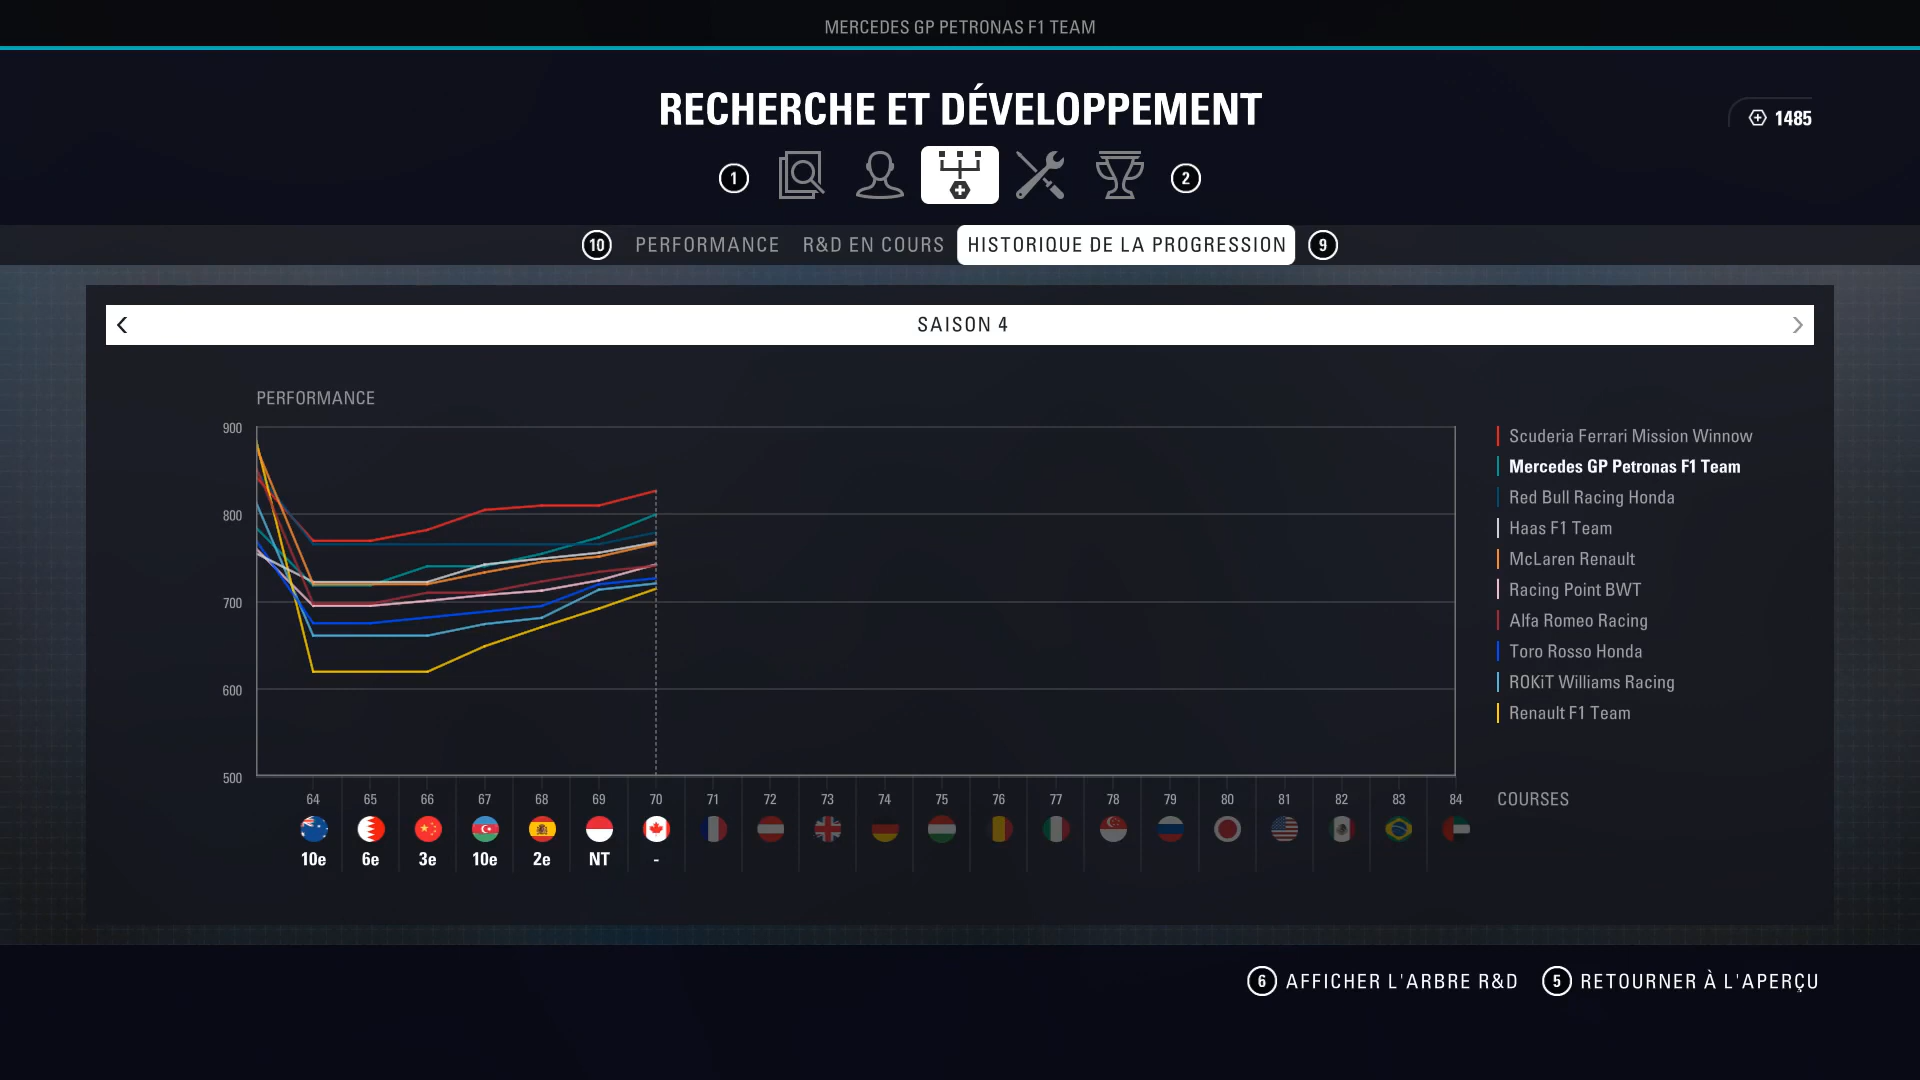 MERCEDES GP PETRONAS F1 TEAM
RECHERCHE ET DÉVELOPPEMENT
1485
1
2
10 PERFORMANCE R&D EN COURS HISTORIQUE DE LA PROGRESSION 9
SAISON 4
PERFORMANCE
900
800
700
600
500
Scuderia Ferrari Mission Winnow
Mercedes GP Petronas F1 Team
Red Bull Racing Honda
Haas F1 Team
McLaren Renault
Racing Point BWT
Alfa Romeo Racing
Toro Rosso Honda
ROKiT Williams Racing
Renault F1 Team
64 65 66 67 68 69 70 71 72 73 74 75 76 77 78 79 80 81 82 83 84 COURSES
10e 6e 3e 10e 2e NT -
6 AFFICHER L'ARBRE R&D 5 RETOURNER À L'APERÇU